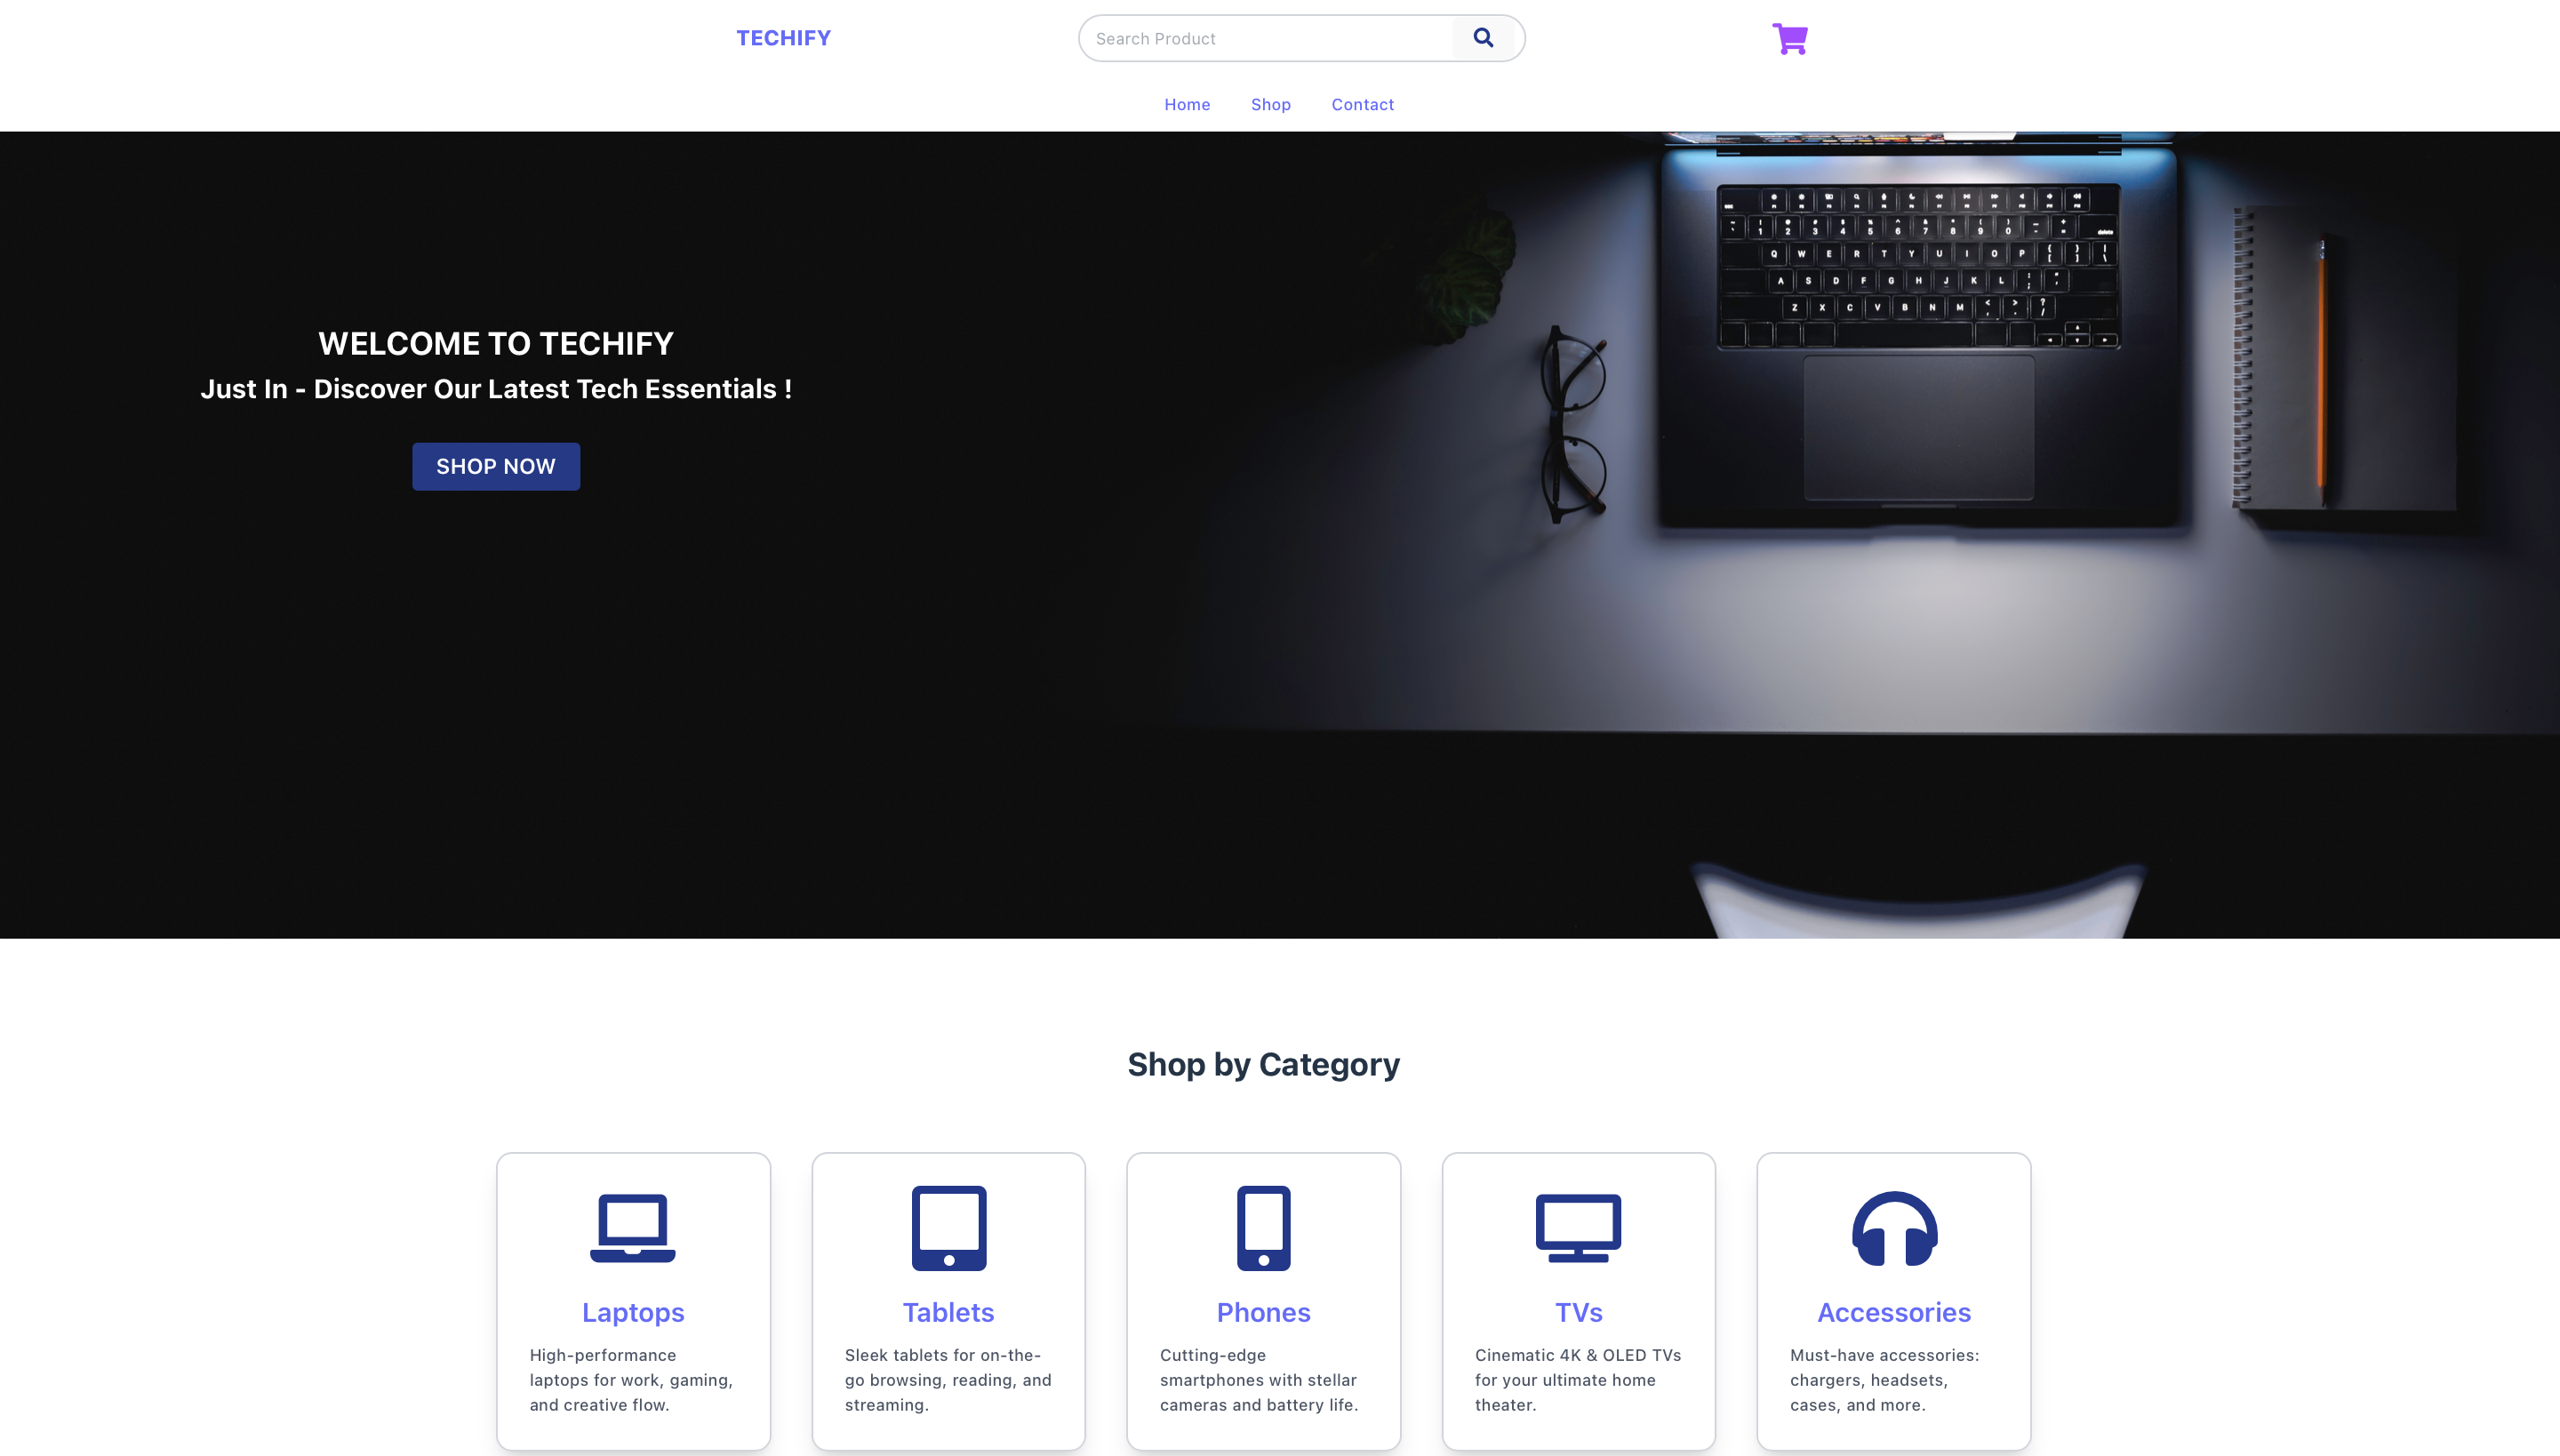 TECHIFY
Search Product
Home Shop Contact
WELCOME TO TECHIFY
Just In - Discover Our Latest Tech Essentials !
SHOP NOW
delete
Q W E R T Y U I O P
A S D F G H J K L
Z X C V B N M
Shop by Category
Laptops
High-performance
laptops for work, gaming,
and creative flow.
Tablets
Sleek tablets for on-the-
go browsing, reading, and
streaming.
Phones
Cutting-edge
smartphones with stellar
cameras and battery life.
TVs
Cinematic 4K & OLED TVs
for your ultimate home
theater.
Accessories
Must-have accessories:
chargers, headsets,
cases, and more.